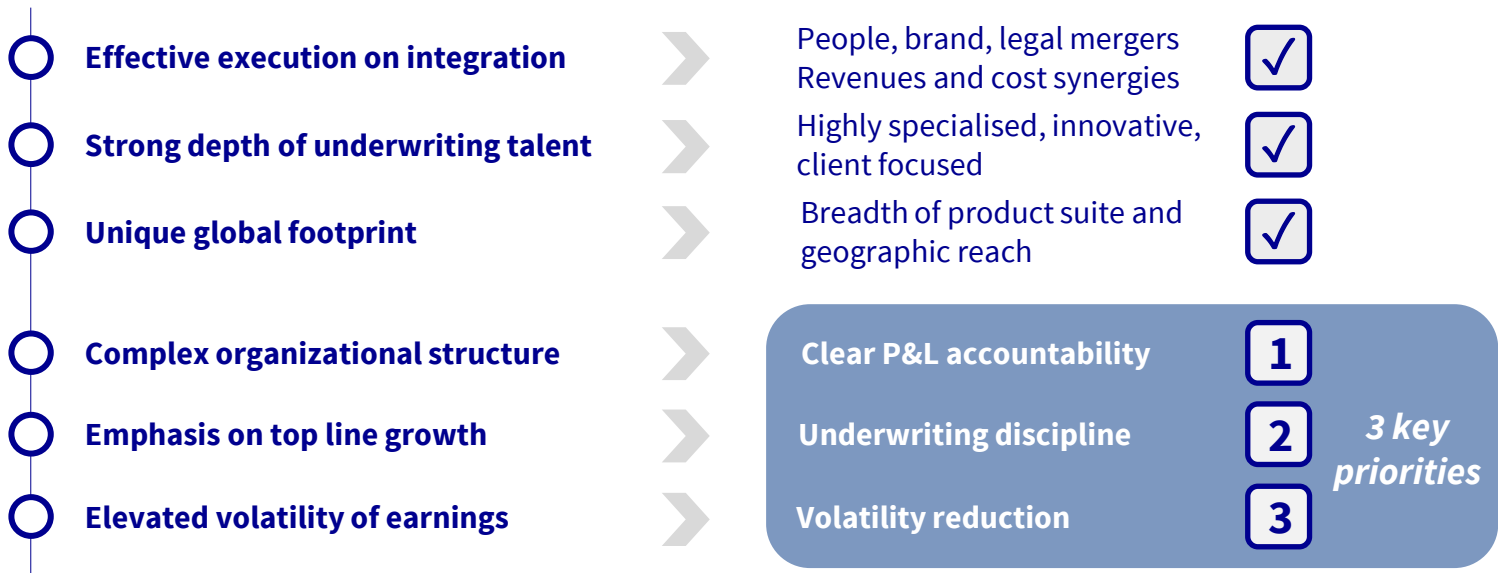 Effective execution on integration
People, brand, legal mergers
Revenues and cost synergies
✓
Strong depth of underwriting talent
Highly specialised, innovative,
client focused
✓
Unique global footprint
Breadth of product suite and
geographic reach
✓
Complex organizational structure
Clear P&L accountability
1
Emphasis on top line growth
Underwriting discipline
2
Elevated volatility of earnings
Volatility reduction
3
3 key
priorities